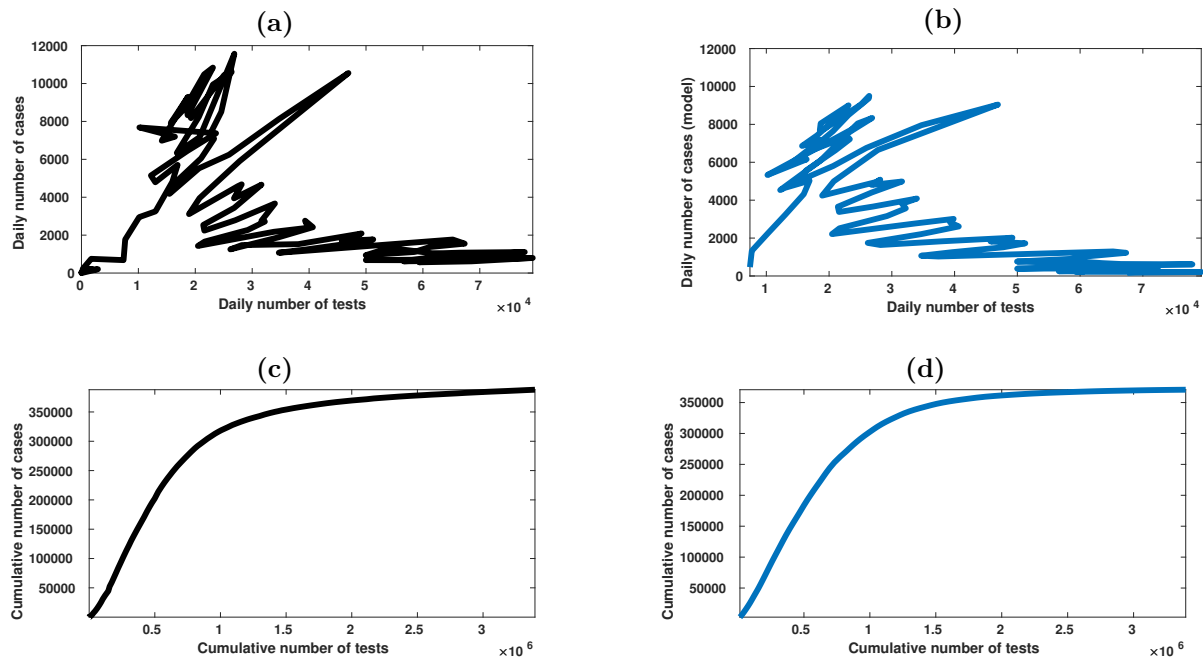 (a)
12000
10000
8000
6000
4000
2000
0
Daily number of cases
0 1 2 3 4 5 6 7
Daily number of tests
×10 4
(b)
12000
10000
8000
6000
4000
2000
0
Daily number of cases (model)
1 2 3 4 5 6 7
Daily number of tests
×10 4
(c)
350000
300000
250000
200000
150000
100000
50000
Cumulative number of cases
0.5 1 1.5 2 2.5 3
Cumulative number of tests
×10 6
(d)
350000
300000
250000
200000
150000
100000
50000
Cumulative number of cases
0.5 1 1.5 2 2.5 3
Cumulative number of tests
×10 6